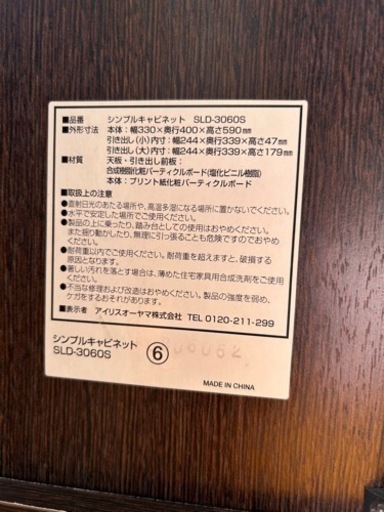 ■品番　シンプルキャビネット　SLD-3060S
■外形寸法　本体：幅330×奥行400×高さ590㎜
引き出し（小）内寸：幅244×奥行339×高さ47㎜
引き出し（大）内寸：幅244×奥行339×高さ179㎜
■材質　天板・引き出し前板：
合成樹脂化粧パーティクルボード(塩化ビニル樹脂)
本体：プリント紙化粧パーティクルボード
■取扱上の注意
●直射日光のあたる場所や、高温多湿になる場所に置かないでください。
●水平で安定した場所でご使用ください。
●製品の上に乗ったり、踏み台としての使用はおやめください。
また揺り動かしたり、無理に引っ張ることも危険ですのでおやめ
ください。
●耐荷重以内でご使用ください。耐荷重を超えますと、破損する
原因となります。
●著しい汚れを落とす場合は、薄めた住宅家具用合成洗剤をご使用
ください。
●不当な修理および改造はおやめください。製品の強度を弱め、
ケガをするおそれがあります。
■表示者　アイリスオーヤマ株式会社　TEL 0120-211-299
シンプルキャビネット
SLD-3060S
⑥
MADE IN CHINA